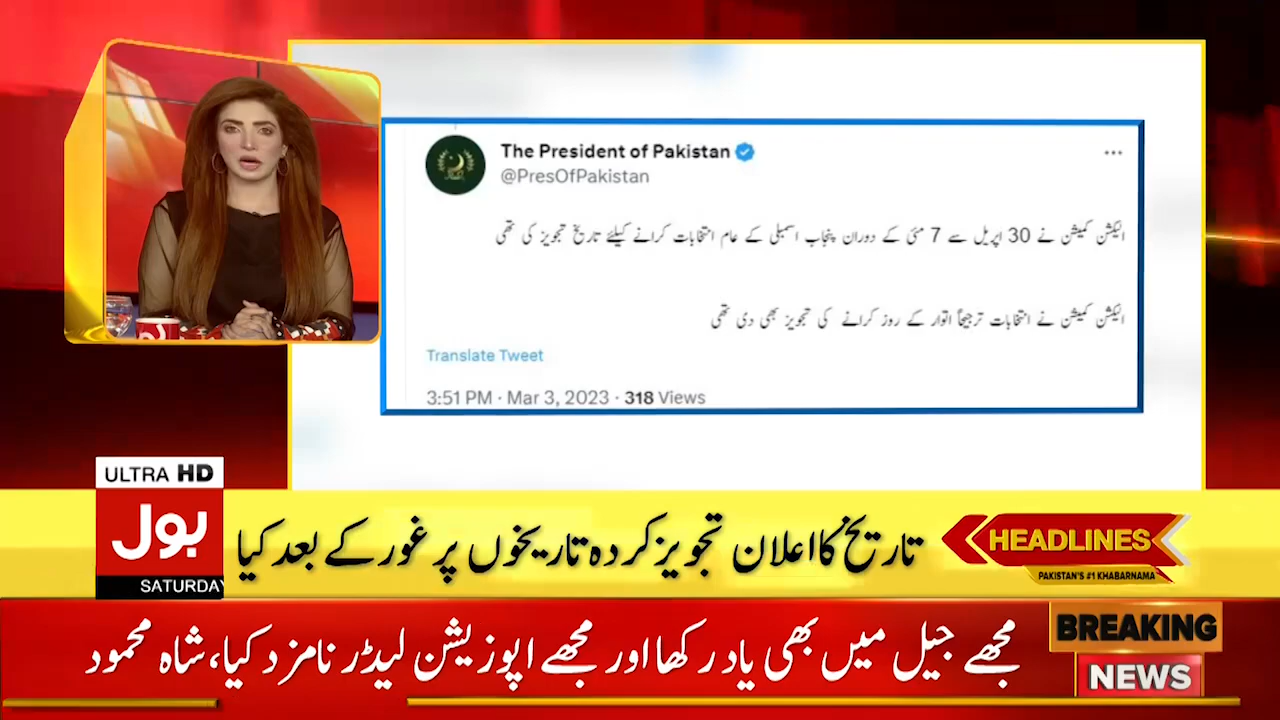 The President of Pakistan
@PresOfPakistan
الیکشن کمیشن نے 30 اپریل سے 7 مئی کے دوران پنجاب اسمبلی کے عام انتخابات کرانے کیلئے تاریخ تجویز کی تھی
الیکشن کمیشن نے انتخابات ترجیحاً اتوار کے روز کرانے کی تجویز بھی دی تھی
Translate Tweet
3:51 PM · Mar 3, 2023 · 318 Views
ULTRA HD
بول
SATURDAY
تاریخ کا اعلان تجویز کردہ تاریخوں پر غور کے بعد کیا
HEADLINES
PAKISTAN'S #1 KHABARNAMA
مجھے جیل میں بھی یاد رکھا اور مجھے اپوزیشن لیڈر نامزد کیا، شاہ محمود
BREAKING
NEWS